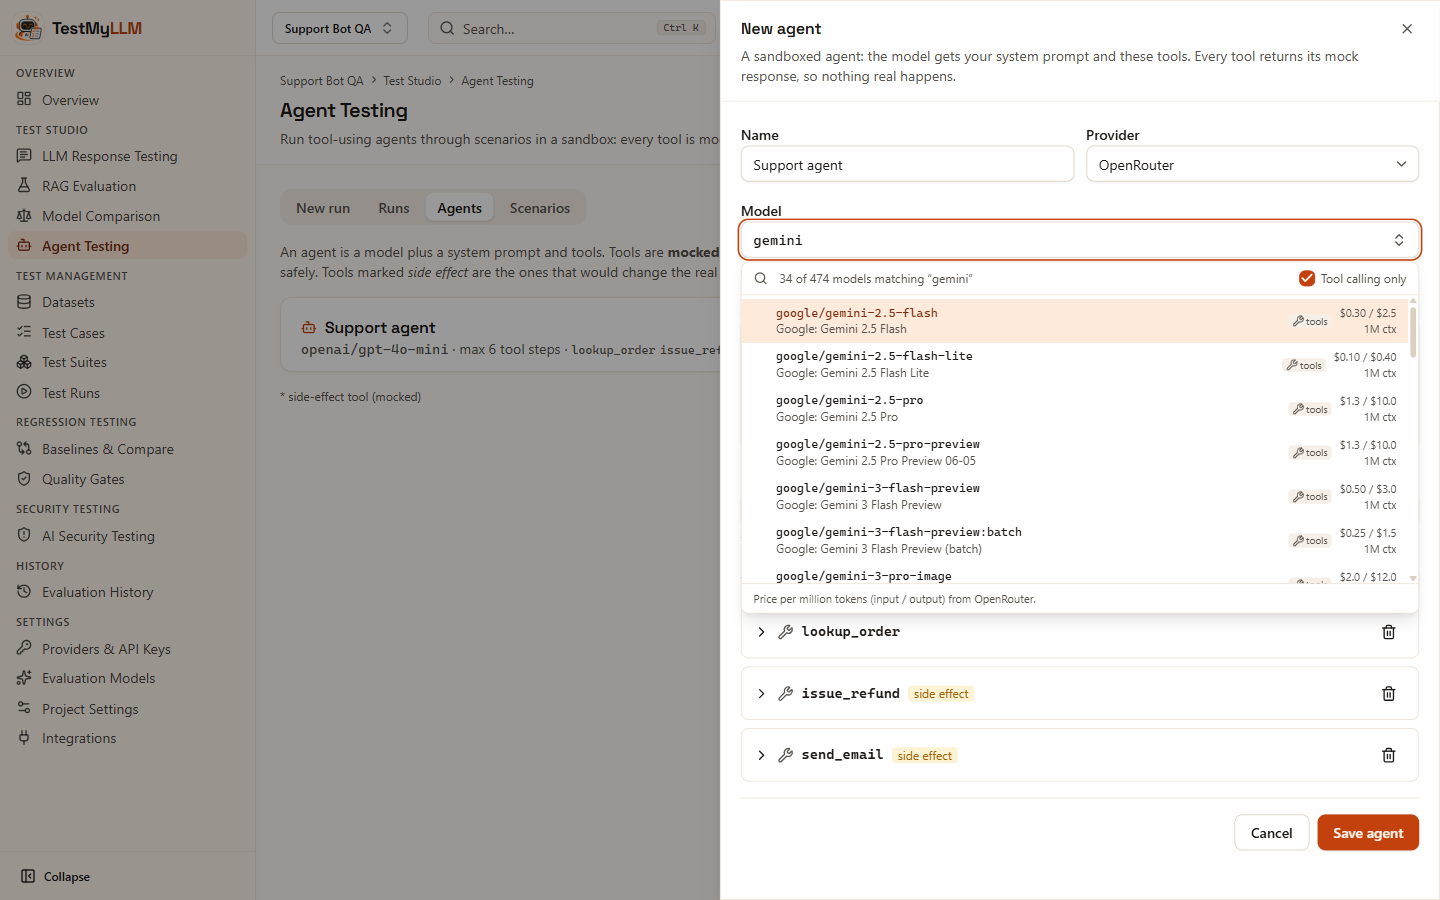 TestMyLLM
OVERVIEW
Overview
TEST STUDIO
LLM Response Testing
RAG Evaluation
Model Comparison
Agent Testing
TEST MANAGEMENT
Datasets
Test Cases
Test Suites
Test Runs
REGRESSION TESTING
Baselines & Compare
Quality Gates
SECURITY TESTING
AI Security Testing
HISTORY
Evaluation History
SETTINGS
Providers & API Keys
Evaluation Models
Project Settings
Integrations
Collapse
Support Bot QA
Search...
Ctrl K
Support Bot QA > Test Studio > Agent Testing
Agent Testing
Run tool-using agents through scenarios in a sandbox: every tool is mo
New run
Runs
Agents
Scenarios
An agent is a model plus a system prompt and tools. Tools are mocked
safely. Tools marked side effect are the ones that would change the real
Support agent
openai/gpt-4o-mini · max 6 tool steps · lookup_order issue_ref
* side-effect tool (mocked)
New agent
A sandboxed agent: the model gets your system prompt and these tools. Every tool returns its mock
response, so nothing real happens.
Name
Support agent
Provider
OpenRouter
Model
gemini
34 of 474 models matching “gemini”
Tool calling only
google/gemini-2.5-flash
Google: Gemini 2.5 Flash
tools
$0.30 / $2.5
1M ctx
google/gemini-2.5-flash-lite
Google: Gemini 2.5 Flash Lite
tools
$0.10 / $0.40
1M ctx
google/gemini-2.5-pro
Google: Gemini 2.5 Pro
tools
$1.3 / $10.0
1M ctx
google/gemini-2.5-pro-preview
Google: Gemini 2.5 Pro Preview 06-05
tools
$1.3 / $10.0
1M ctx
google/gemini-3-flash-preview
Google: Gemini 3 Flash Preview
tools
$0.50 / $3.0
1M ctx
google/gemini-3-flash-preview:batch
Google: Gemini 3 Flash Preview (batch)
tools
$0.25 / $1.5
1M ctx
google/gemini-3-pro-image
$2.0 / $12.0
Price per million tokens (input / output) from OpenRouter.
lookup_order
issue_refund
side effect
send_email
side effect
Cancel
Save agent